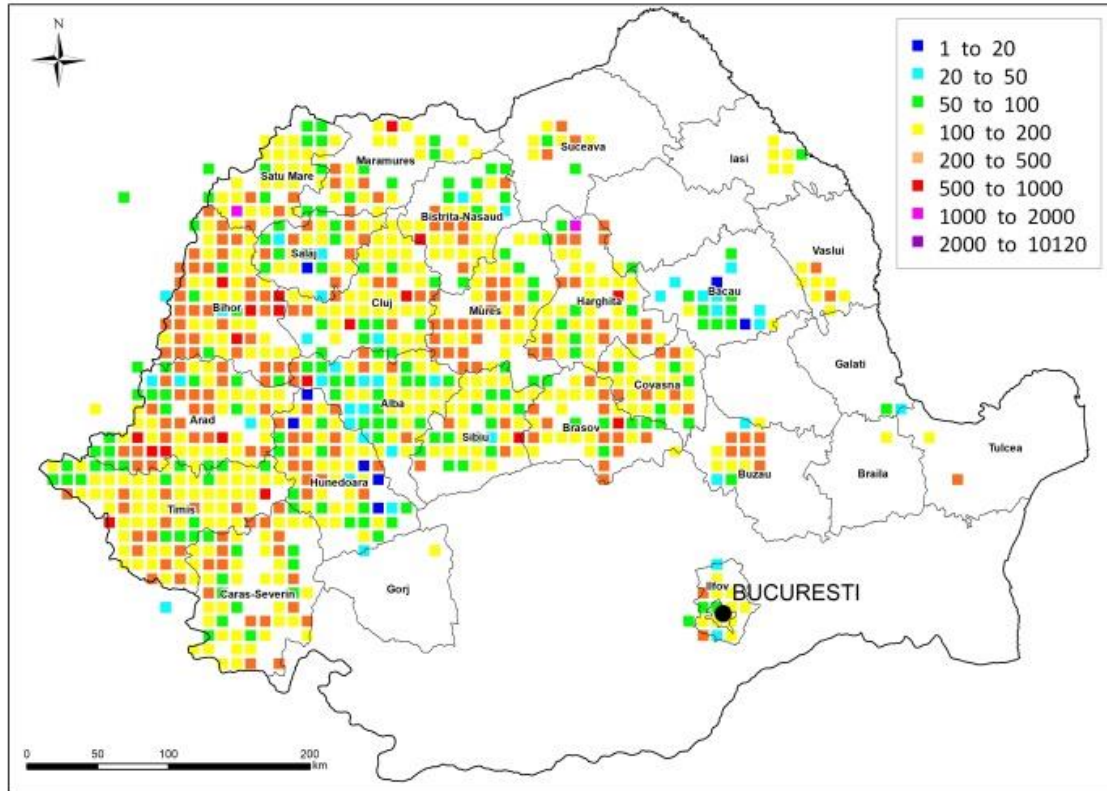 N
1 to 20
20 to 50
50 to 100
100 to 200
200 to 500
500 to 1000
1000 to 2000
2000 to 10120
Suceava
Iasi
Maramures
Satu Mare
Bistrita-Nasaud
Salaj
Vaslui
Bacau
Bihor
Cluj
Mures
Harghita
Galati
Covasna
Alba
Arad
Sibiu
Brasov
Tulcea
Buzau
Braila
Hunedoara
Timis
Ilfov
BUCURESTI
Gorj
Caras-Severin
0 50 100 200
km